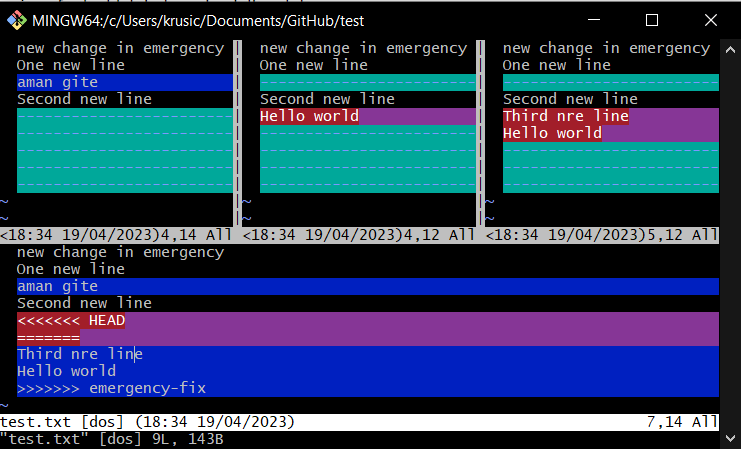 MINGW64:/c/Users/krusic/Documents/GitHub/test
new change in emergency
One new line
aman gite
Second new line
~
~
<18:34 19/04/2023)4,14 All
new change in emergency
One new line
Second new line
Hello world
~
~
<18:34 19/04/2023)4,12 All
new change in emergency
One new line
Second new line
Third nre line
Hello world
~
~
<18:34 19/04/2023)5,12 All
new change in emergency
One new line
aman gite
Second new line
<<<<<<< HEAD
=======
Third nre line
Hello world
>>>>>>> emergency-fix
~
test.txt [dos] (18:34 19/04/2023) 7,14 All
"test.txt" [dos] 9L, 143B